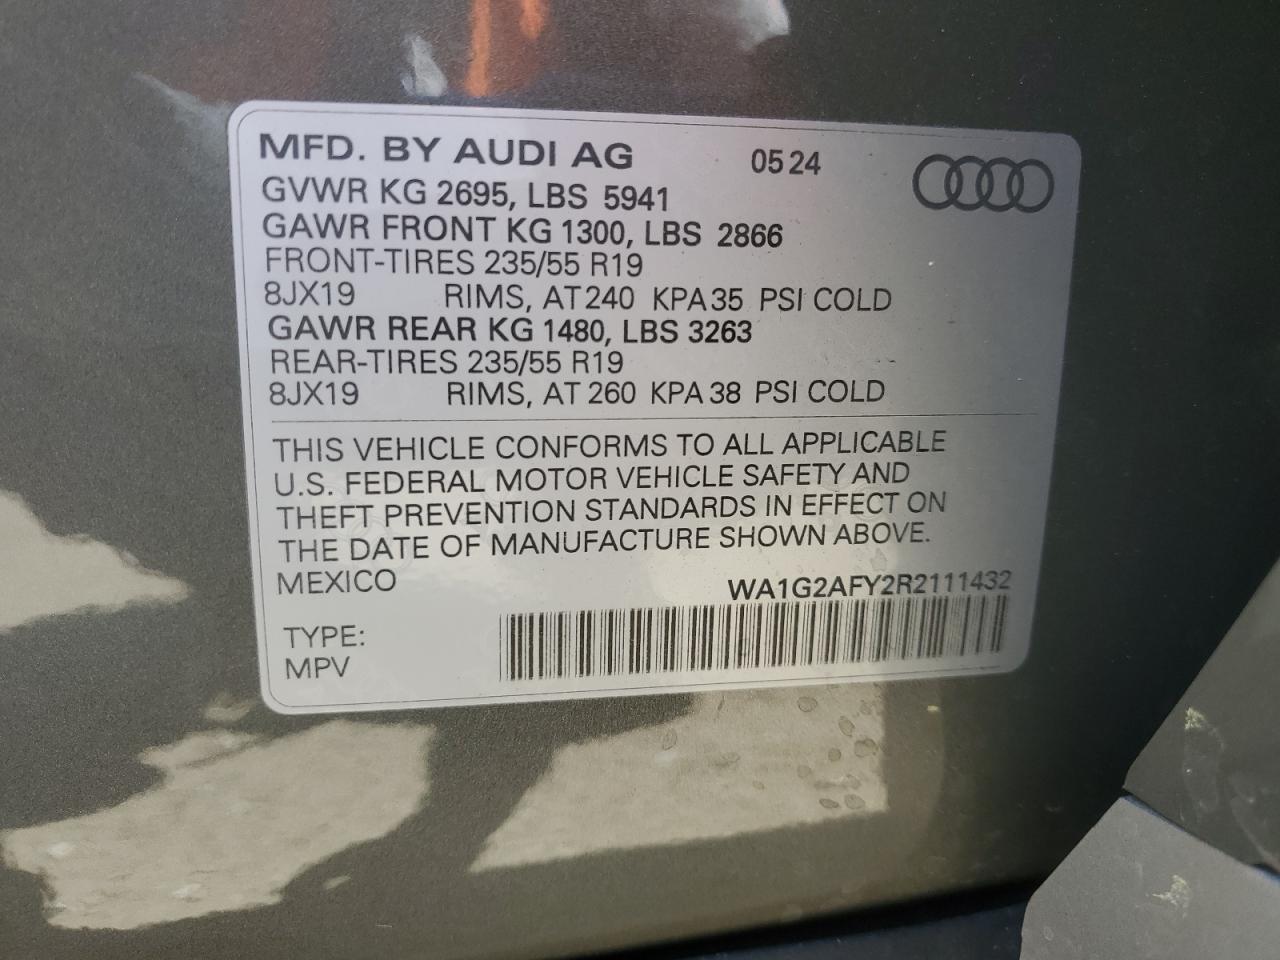 MFD. BY AUDI AG 05 24
GVWR KG 2695, LBS 5941
GAWR FRONT KG 1300, LBS 2866
FRONT-TIRES 235/55 R19
8JX19 RIMS, AT 240 KPA 35 PSI COLD
GAWR REAR KG 1480, LBS 3263
REAR-TIRES 235/55 R19
8JX19 RIMS, AT 260 KPA 38 PSI COLD
THIS VEHICLE CONFORMS TO ALL APPLICABLE
U.S. FEDERAL MOTOR VEHICLE SAFETY AND
THEFT PREVENTION STANDARDS IN EFFECT ON
THE DATE OF MANUFACTURE SHOWN ABOVE.
MEXICO WA1G2AFY2R2111432
TYPE:
MPV